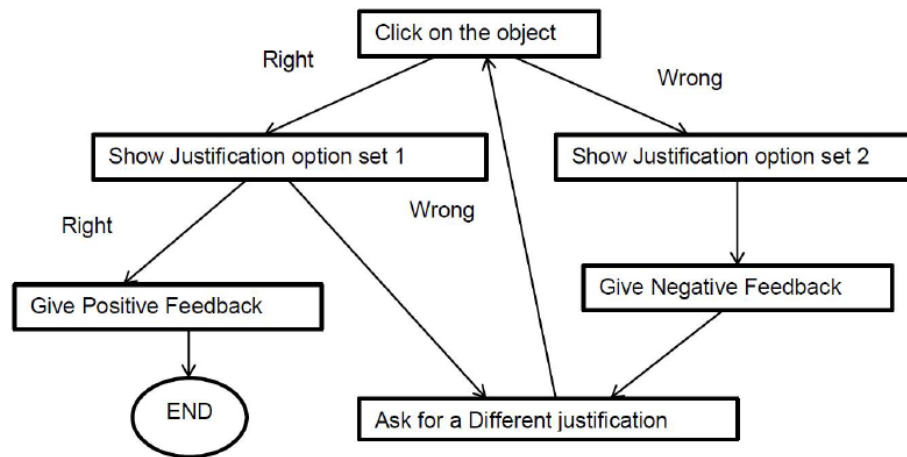 Click on the object
Right
Wrong
Show Justification option set 1
Show Justification option set 2
Right
Wrong
Give Positive Feedback
Give Negative Feedback
END
Ask for a Different justification